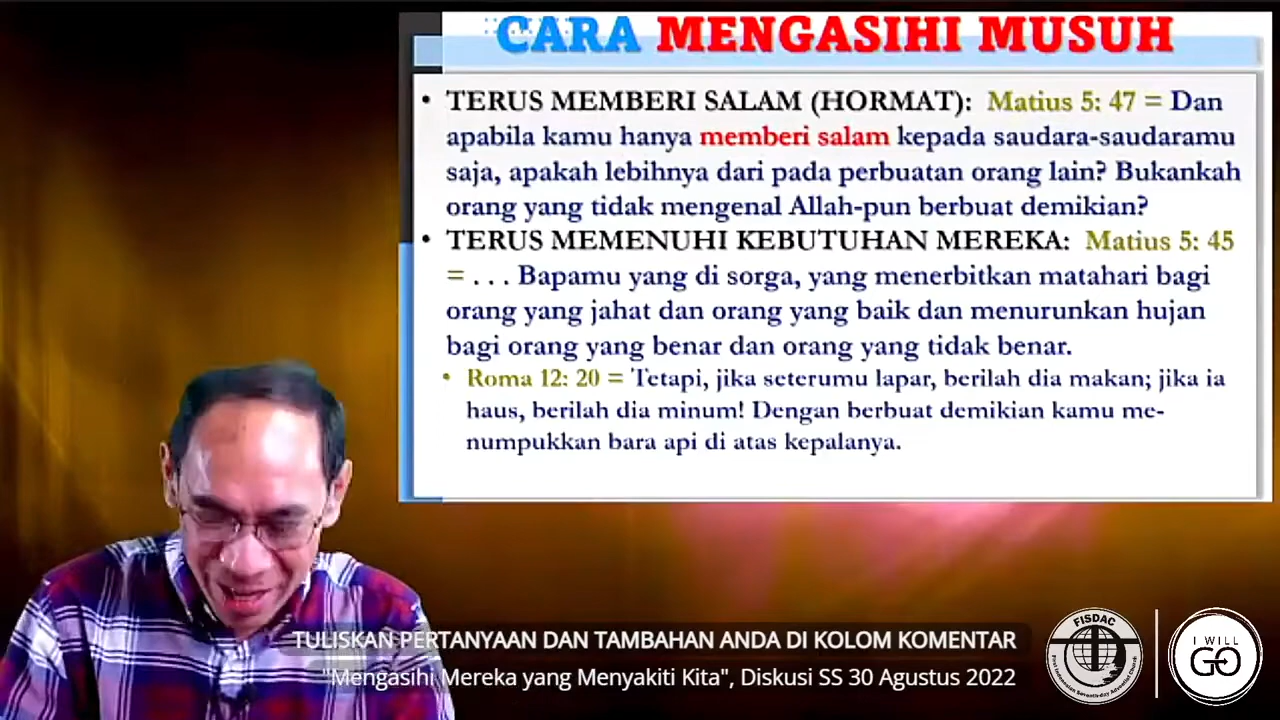 CARA MENGASIHI MUSUH
• TERUS MEMBERI SALAM (HORMAT): Matius 5: 47 = Dan
apabila kamu hanya memberi salam kepada saudara-saudaramu
saja, apakah lebihnya dari pada perbuatan orang lain? Bukankah
orang yang tidak mengenal Allah-pun berbuat demikian?
• TERUS MEMENUHI KEBUTUHAN MEREKA: Matius 5: 45
= . . . Bapamu yang di sorga, yang menerbitkan matahari bagi
orang yang jahat dan orang yang baik dan menurunkan hujan
bagi orang yang benar dan orang yang tidak benar.
• Roma 12: 20 = Tetapi, jika seterumu lapar, berilah dia makan; jika ia
haus, berilah dia minum! Dengan berbuat demikian kamu me-
numpukkan bara api di atas kepalanya.
TULISKAN PERTANYAAN DAN TAMBAHAN ANDA DI KOLOM KOMENTAR
"Mengasihi Mereka yang Menyakiti Kita", Diskusi SS 30 Agustus 2022
FISDAC
I WILL
GO